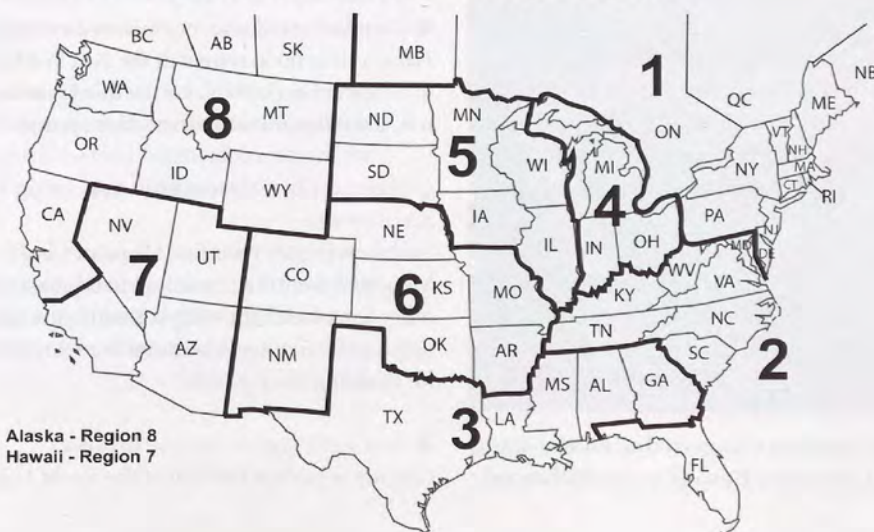 BC
AB
SK
MB
1
NB
WA
8
MT
ND
MN
QC
ME
ON
OR
5
WI
VT
NH
ID
SD
MI
NY
MA
WY
4
CT
RI
CA
NV
NE
IA
PA
UT
IL
IN
OH
NJ
7
CO
MD
DE
6
KS
MO
WV
KY
VA
AZ
NM
OK
TN
NC
AR
SC
2
MS
AL
GA
TX
3
LA
Alaska - Region 8
Hawaii - Region 7
FL